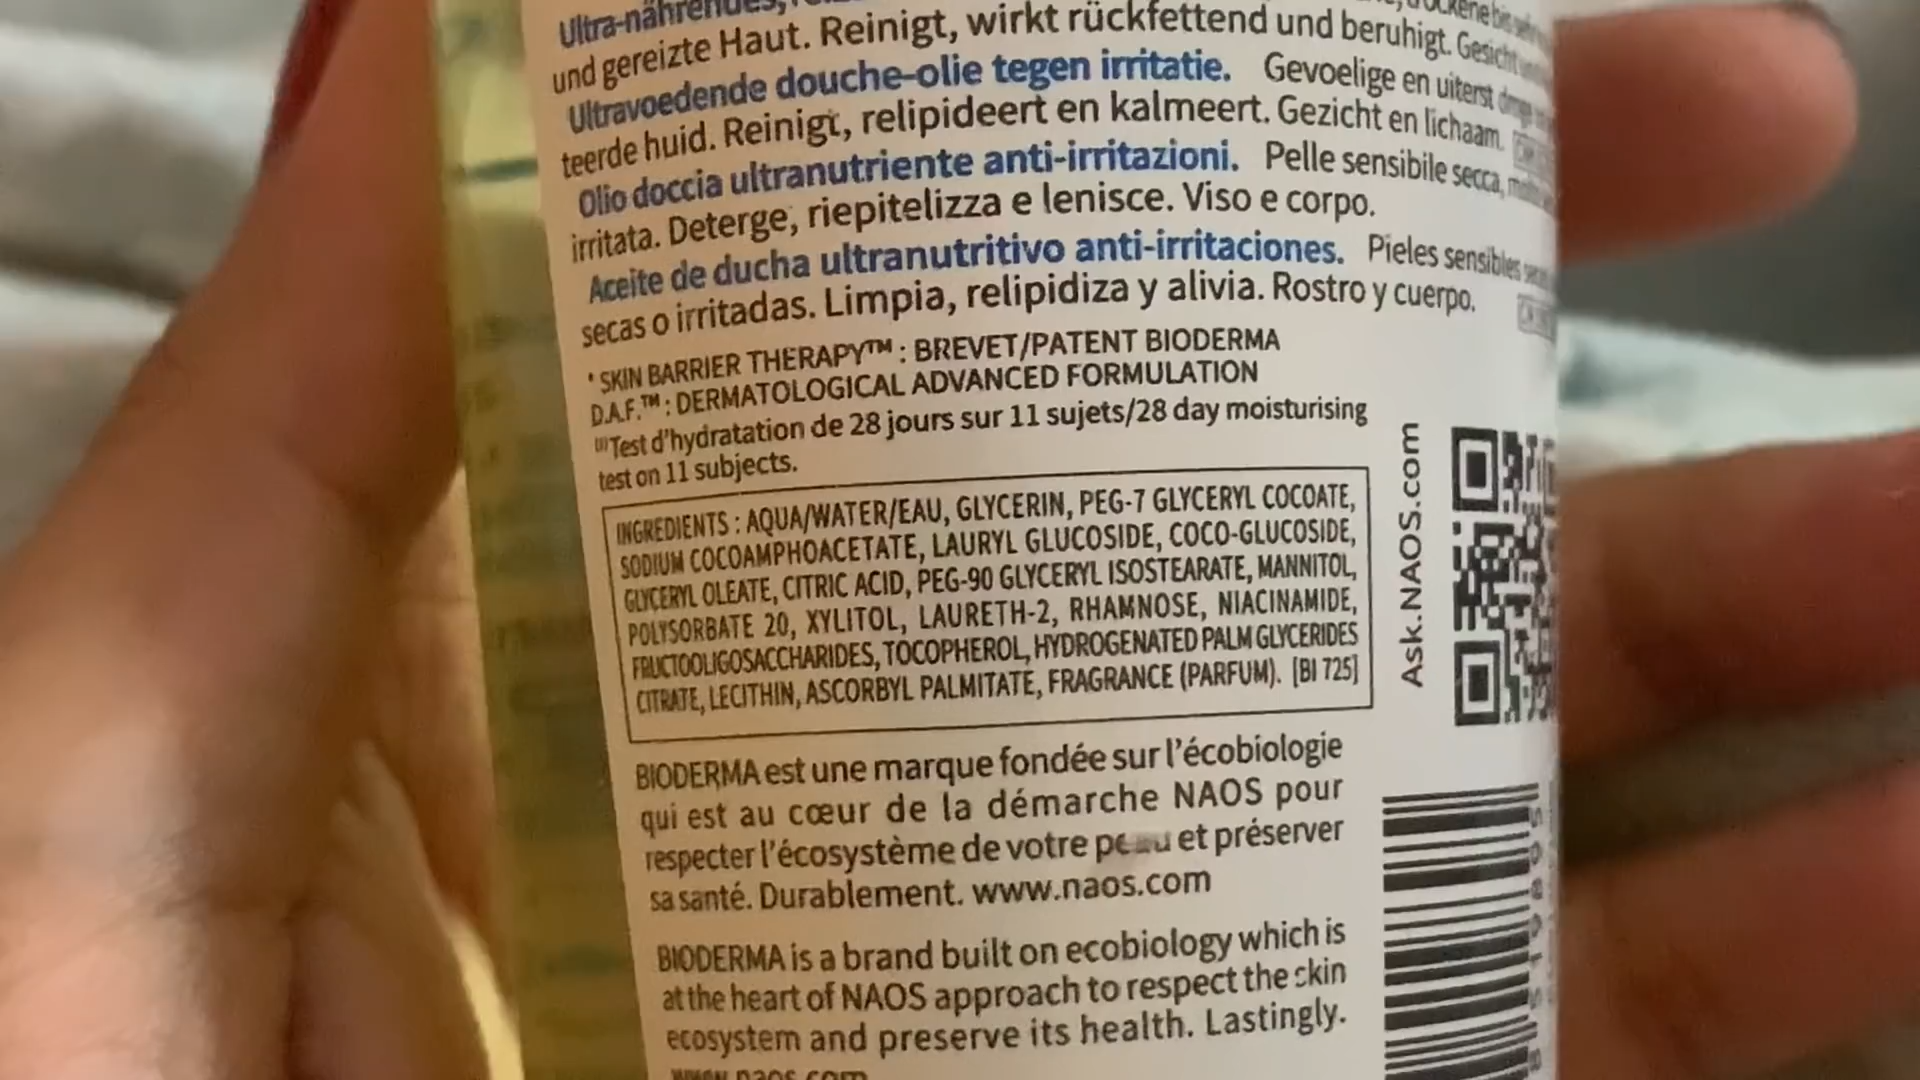 Ultra-nährendes,
und gereizte Haut. Reinigt, wirkt rückfettend und beruhigt. Gesicht
Ultravoedende douche-olie tegen irritatie. Gevoelige en uiterst
teerde huid. Reinigt, relipideert en kalmeert. Gezicht en lichaam.
Olio doccia ultranutriente anti-irritazioni. Pelle sensibile secca,
irritata. Deterge, riepitelizza e lenisce. Viso e corpo.
Aceite de ducha ultranutritivo anti-irritaciones. Pieles sensibles
secas o irritadas. Limpia, relipidiza y alivia. Rostro y cuerpo.
* SKIN BARRIER THERAPY™ : BREVET/PATENT BIODERMA
D.A.F.™ : DERMATOLOGICAL ADVANCED FORMULATION
(1)Test d'hydratation de 28 jours sur 11 sujets/28 day moisturising
test on 11 subjects.
INGREDIENTS : AQUA/WATER/EAU, GLYCERIN, PEG-7 GLYCERYL COCOATE,
SODIUM COCOAMPHOACETATE, LAURYL GLUCOSIDE, COCO-GLUCOSIDE,
GLYCERYL OLEATE, CITRIC ACID, PEG-90 GLYCERYL ISOSTEARATE, MANNITOL,
POLYSORBATE 20, XYLITOL, LAURETH-2, RHAMNOSE, NIACINAMIDE,
FRUCTOOLIGOSACCHARIDES, TOCOPHEROL, HYDROGENATED PALM GLYCERIDES
CITRATE, LECITHIN, ASCORBYL PALMITATE, FRAGRANCE (PARFUM). [BI 725]
Ask.NAOS.com
BIODERMA est une marque fondée sur l'écobiologie
qui est au cœur de la démarche NAOS pour
respecter l'écosystème de votre peau et préserver
sa santé. Durablement. www.naos.com
BIODERMA is a brand built on ecobiology which is
at the heart of NAOS approach to respect the skin
ecosystem and preserve its health. Lastingly.
www.naos.com